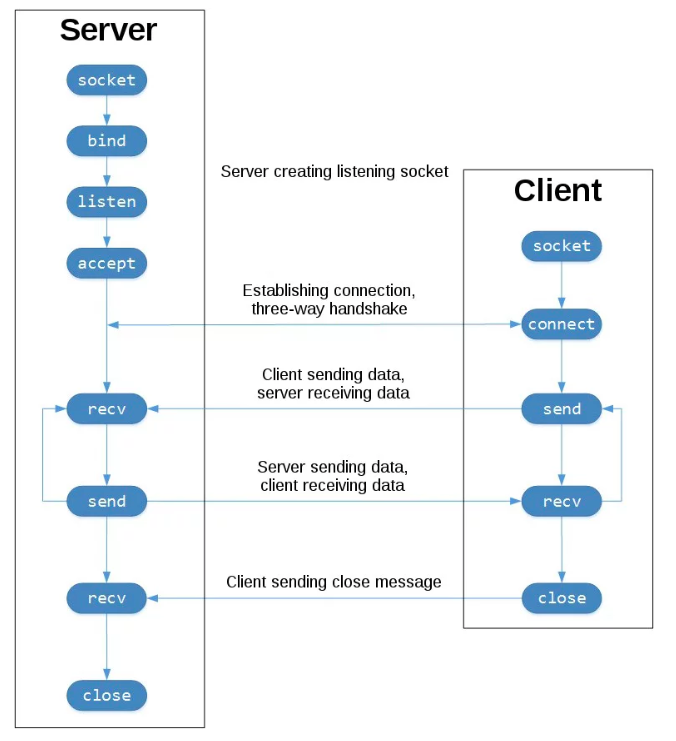 Server
socket
bind
listen
accept
recv
send
recv
close
Server creating listening socket
Establishing connection,
three-way handshake
Client sending data,
server receiving data
Server sending data,
client receiving data
Client sending close message
Client
socket
connect
send
recv
close